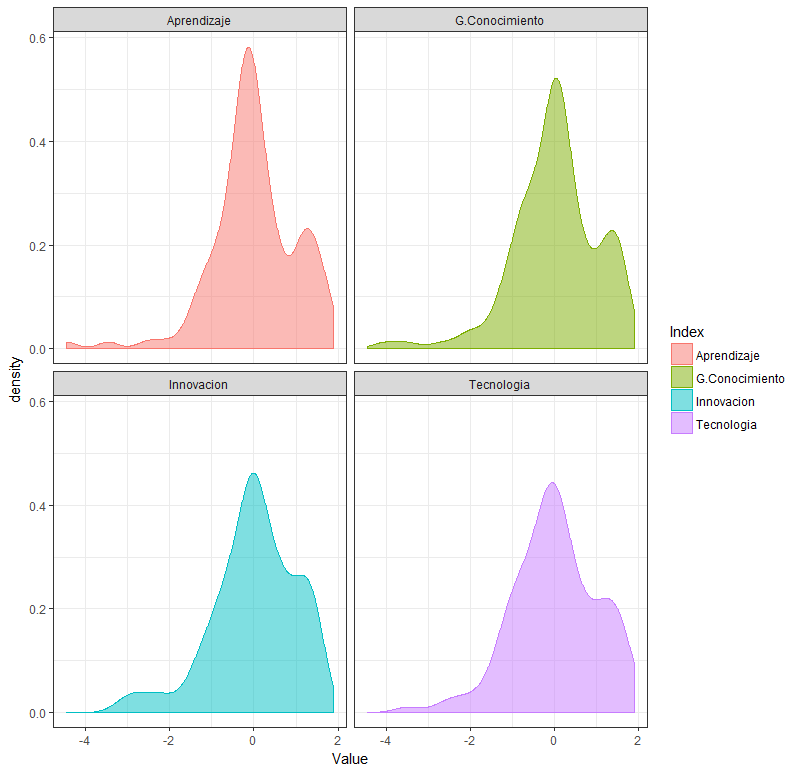 Aprendizaje
G.Conocimiento
0.6
0.4
0.2
0.0
Innovacion
Tecnologia
0.6
0.4
0.2
0.0
-4
-2
0
2
-4
-2
0
2
Value
density
Index
Aprendizaje
G.Conocimiento
Innovacion
Tecnologia